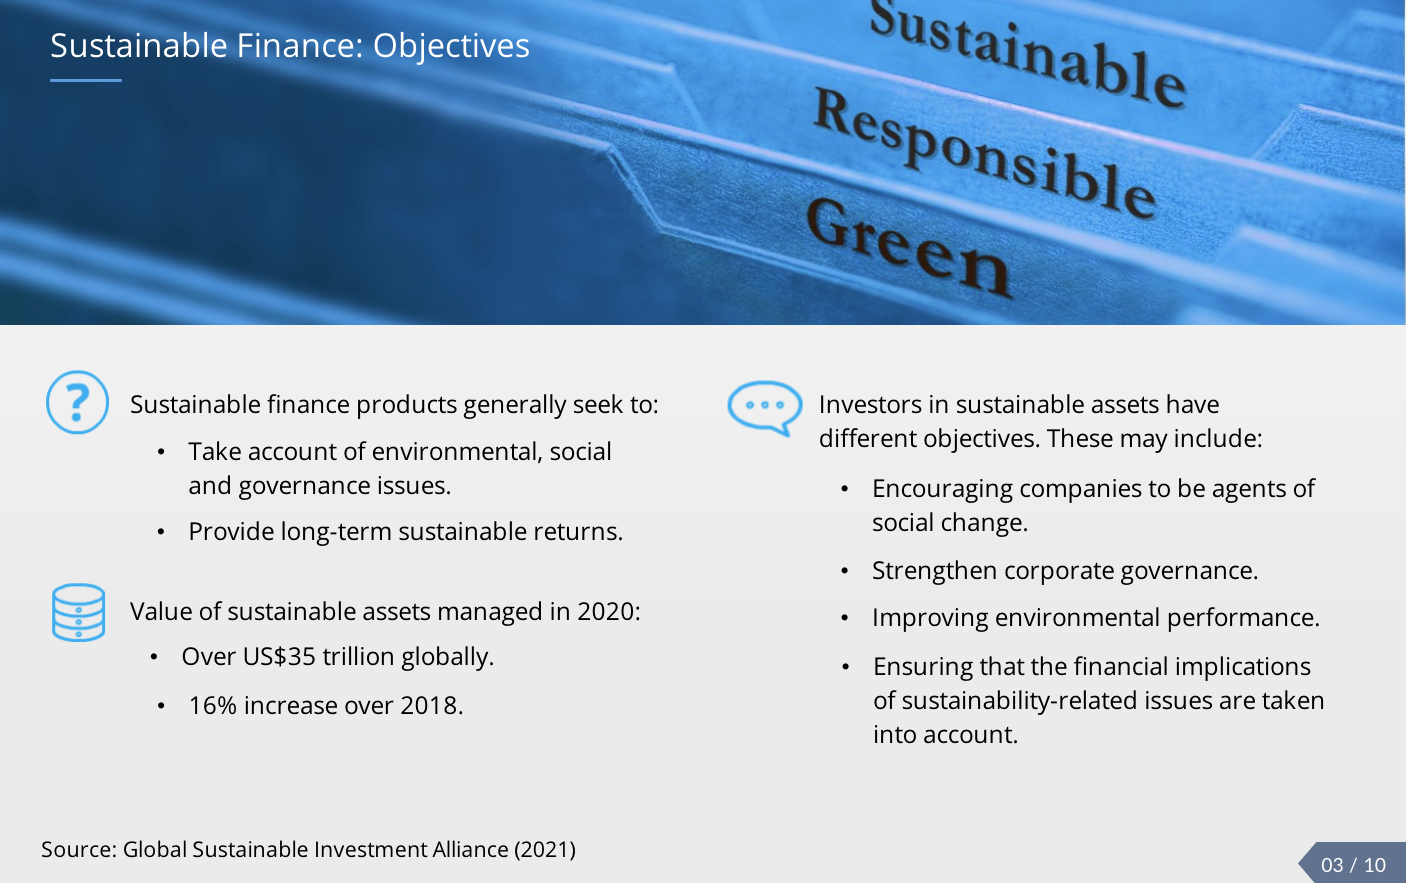 Sustainable Finance: Objectives
Sustainable
Responsible
Green
?
Sustainable finance products generally seek to:
• Take account of environmental, social
and governance issues.
• Provide long-term sustainable returns.
Value of sustainable assets managed in 2020:
• Over US$35 trillion globally.
• 16% increase over 2018.
Investors in sustainable assets have
different objectives. These may include:
• Encouraging companies to be agents of
social change.
• Strengthen corporate governance.
• Improving environmental performance.
• Ensuring that the financial implications
of sustainability-related issues are taken
into account.
Source: Global Sustainable Investment Alliance (2021)
03 / 10